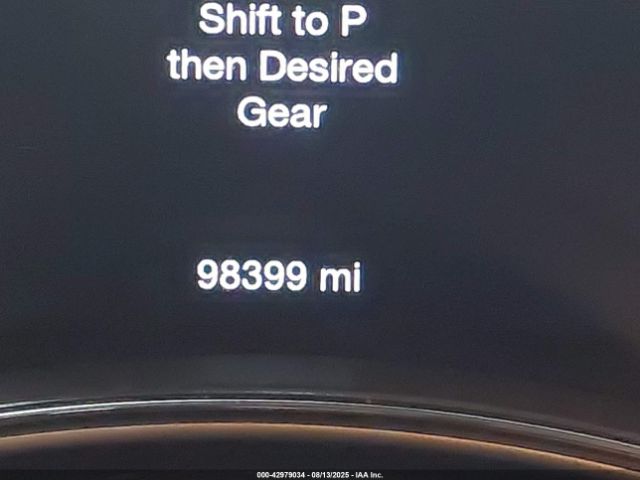 Shift to P
then Desired
Gear
98399 mi
000-42979034 - 08/13/2025 - IAA Inc.